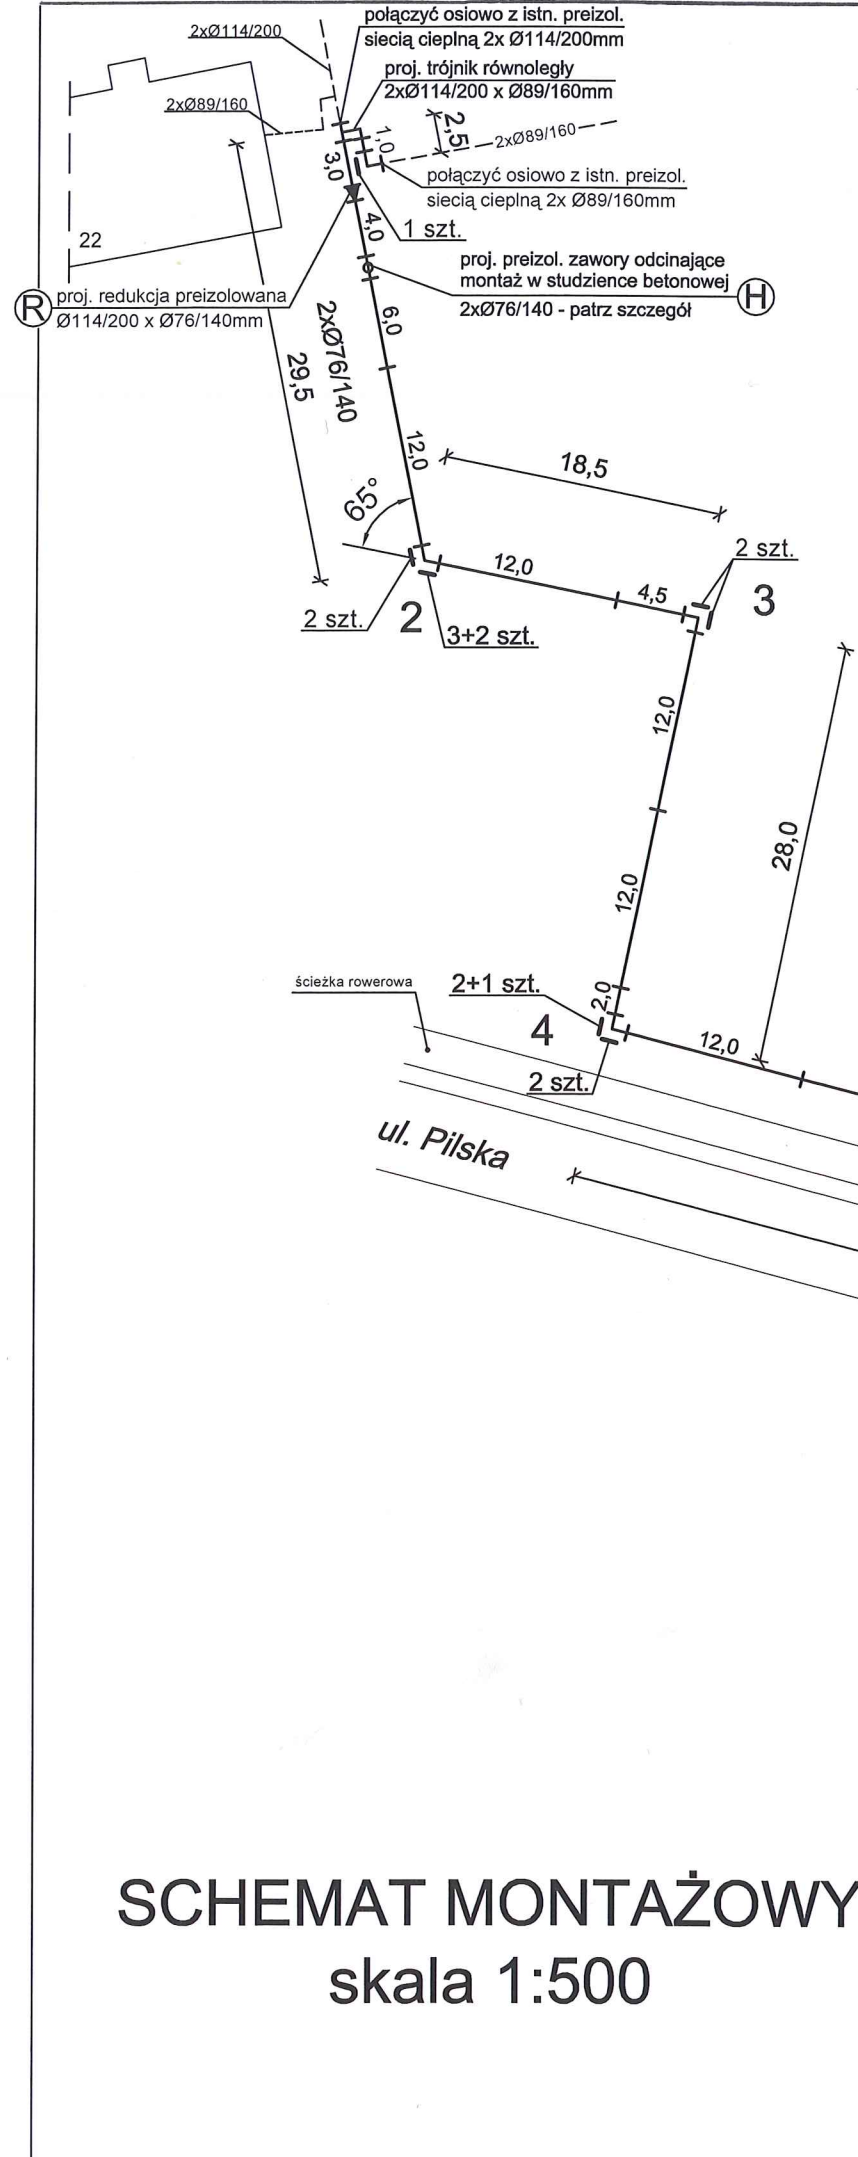 połączyć osiowo z istn. preizol.
siecią cieplną 2x Ø114/200mm
2xØ114/200
proj. trójnik równoległy
2xØ114/200 x Ø89/160mm
2xØ89/160
1,0
2,5
2xØ89/160
3,0
połączyć osiowo z istn. preizol.
siecią cieplną 2x Ø89/160mm
4,0
1 szt.
22
proj. preizol. zawory odcinające
montaż w studzience betonowej
2xØ76/140 - patrz szczegół
H
R
proj. redukcja preizolowana
Ø114/200 x Ø76/140mm
6,0
2xØ76/140
29,5
12,0
18,5
65°
12,0
2 szt.
4,5
3
2 szt.
2
3+2 szt.
12,0
28,0
12,0
ścieżka rowerowa
2+1 szt.
2,0
4
12,0
2 szt.
ul. Pilska
SCHEMAT MONTAŻOWY
skala 1:500